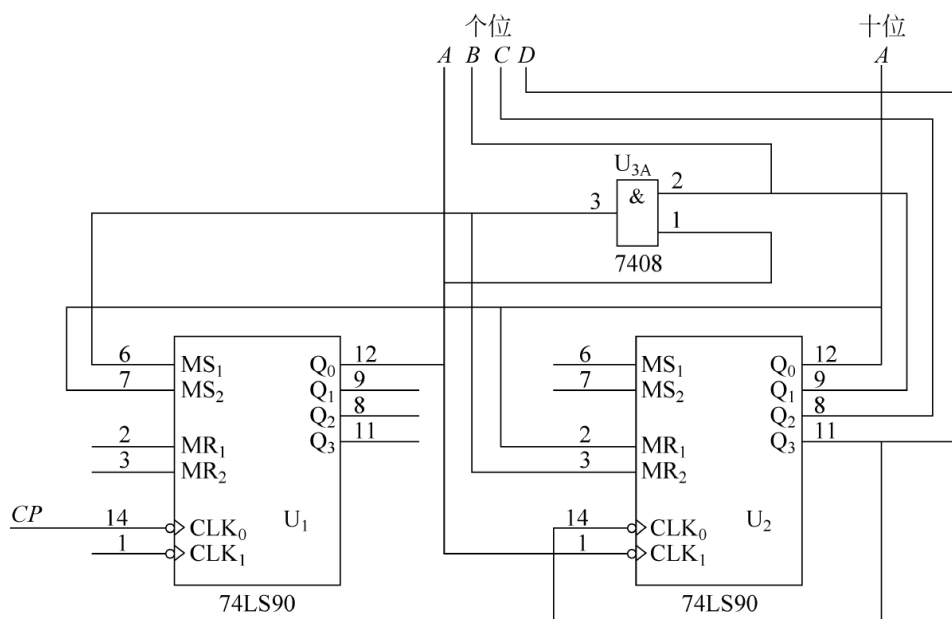 个位 十位
A B C D A
U3A
3 & 2
1
7408
6 MS1 Q0 12 6 MS1 Q0 12
7 MS2 Q1 9 7 MS2 Q1 9
Q2 8 Q2 8
2 MR1 Q3 11 2 MR1 Q3 11
3 MR2 3 MR2
CP 14 CLK0 U1 14 CLK0 U2
1 CLK1 1 CLK1
74LS90 74LS90